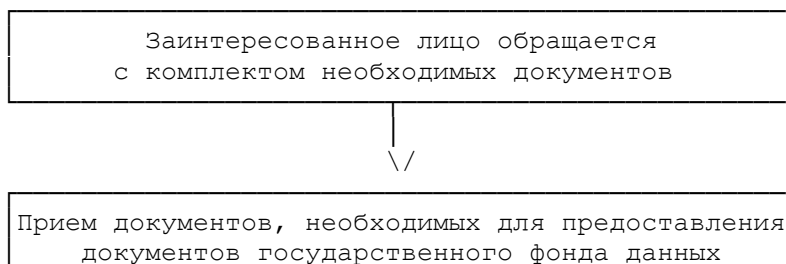 Заинтересованное лицо обращается
с комплектом необходимых документов
\/
Прием документов, необходимых для предоставления
документов государственного фонда данных